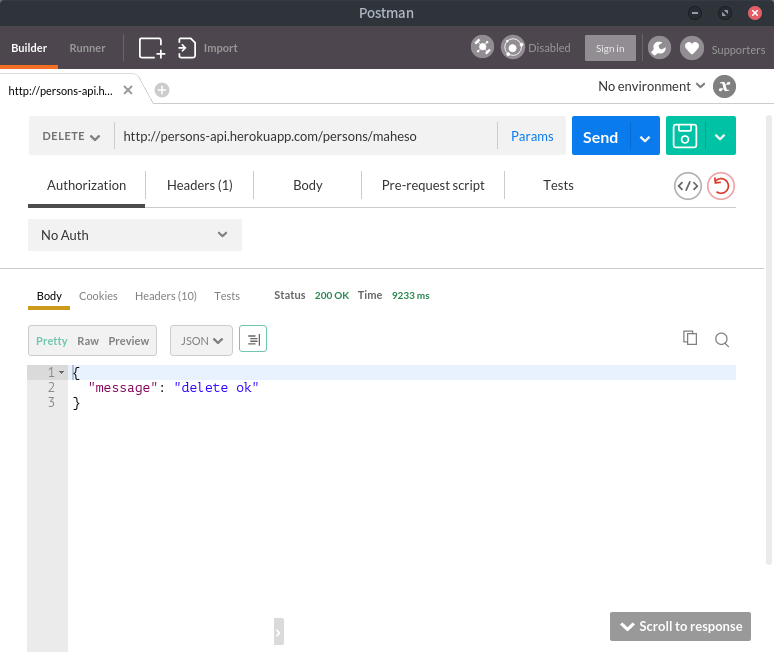 Postman
Builder Runner Import Disabled Sign in Supporters
http://persons-api.h... No environment
DELETE http://persons-api.herokuapp.com/persons/maheso Params Send
Authorization Headers (1) Body Pre-request script Tests
No Auth
Body Cookies Headers (10) Tests Status 200 OK Time 9233 ms
Pretty Raw Preview JSON
1 {
2 "message": "delete ok"
3 }
Scroll to response